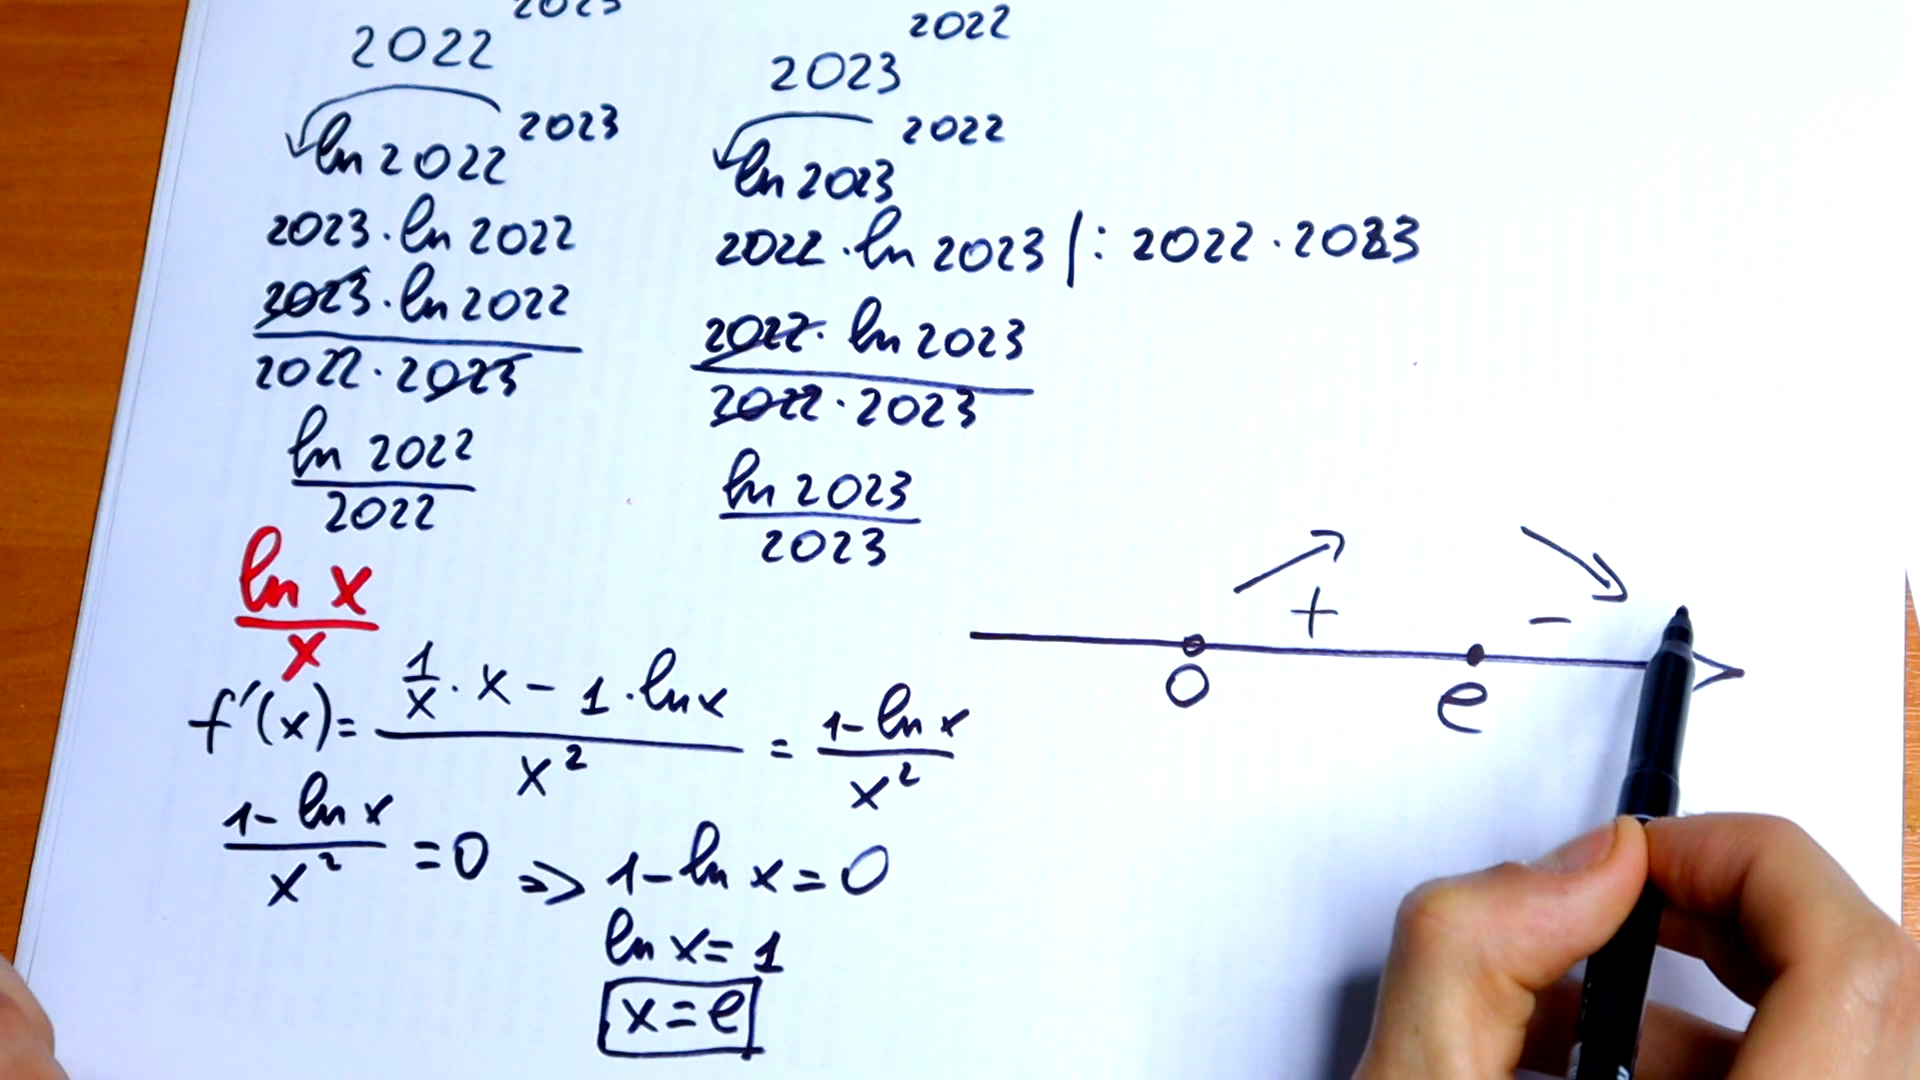 2022^2023
2023^2022
ln 2022^2023
ln 2023^2022
2023 · ln 2022
2022 · ln 2023 |: 2022 · 2023
2023 · ln 2022
2022 · 2023
2022 · ln 2023
2022 · 2023
ln 2022
2022
ln 2023
2023
ln x
x
+
−
0
e
f'(x) = (1/x · x − 1 · ln x)/x² = (1 − ln x)/x²
(1 − ln x)/x² = 0 => 1 − ln x = 0
ln x = 1
x = e